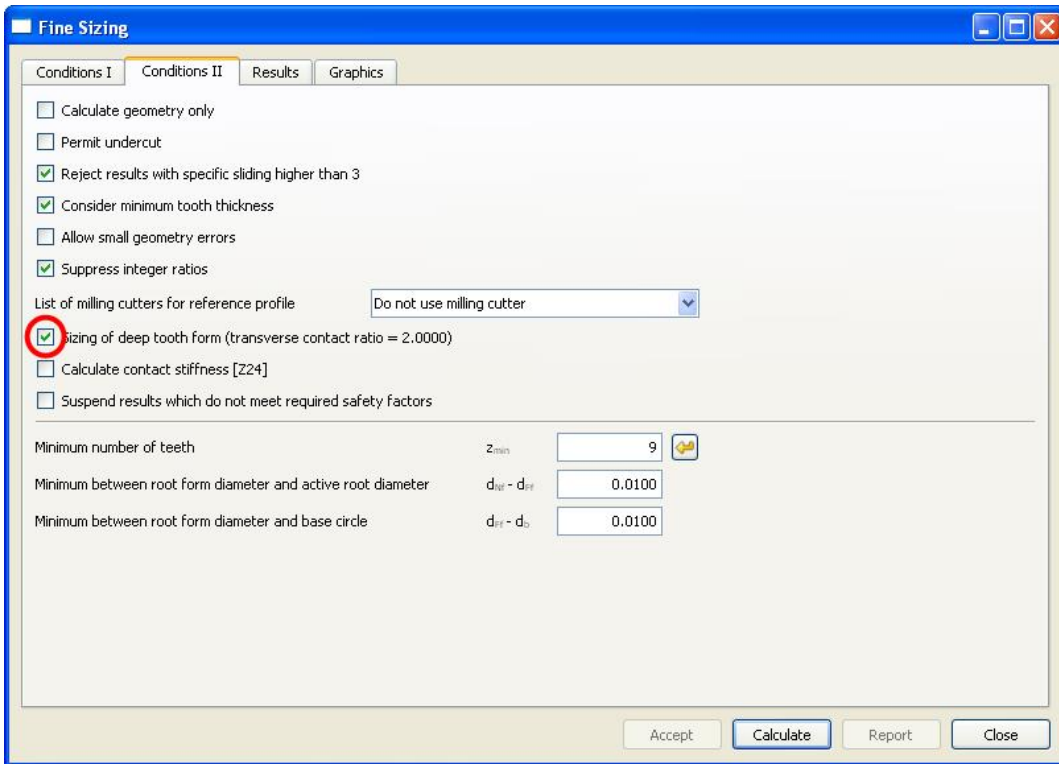 Fine Sizing
Conditions I Conditions II Results Graphics
Calculate geometry only
Permit undercut
Reject results with specific sliding higher than 3
Consider minimum tooth thickness
Allow small geometry errors
Suppress integer ratios
List of milling cutters for reference profile Do not use milling cutter
Sizing of deep tooth form (transverse contact ratio = 2.0000)
Calculate contact stiffness [Z24]
Suspend results which do not meet required safety factors
Minimum number of teeth zmin 9
Minimum between root form diameter and active root diameter dNf - dFf 0.0100
Minimum between root form diameter and base circle dFf - db 0.0100
Accept Calculate Report Close